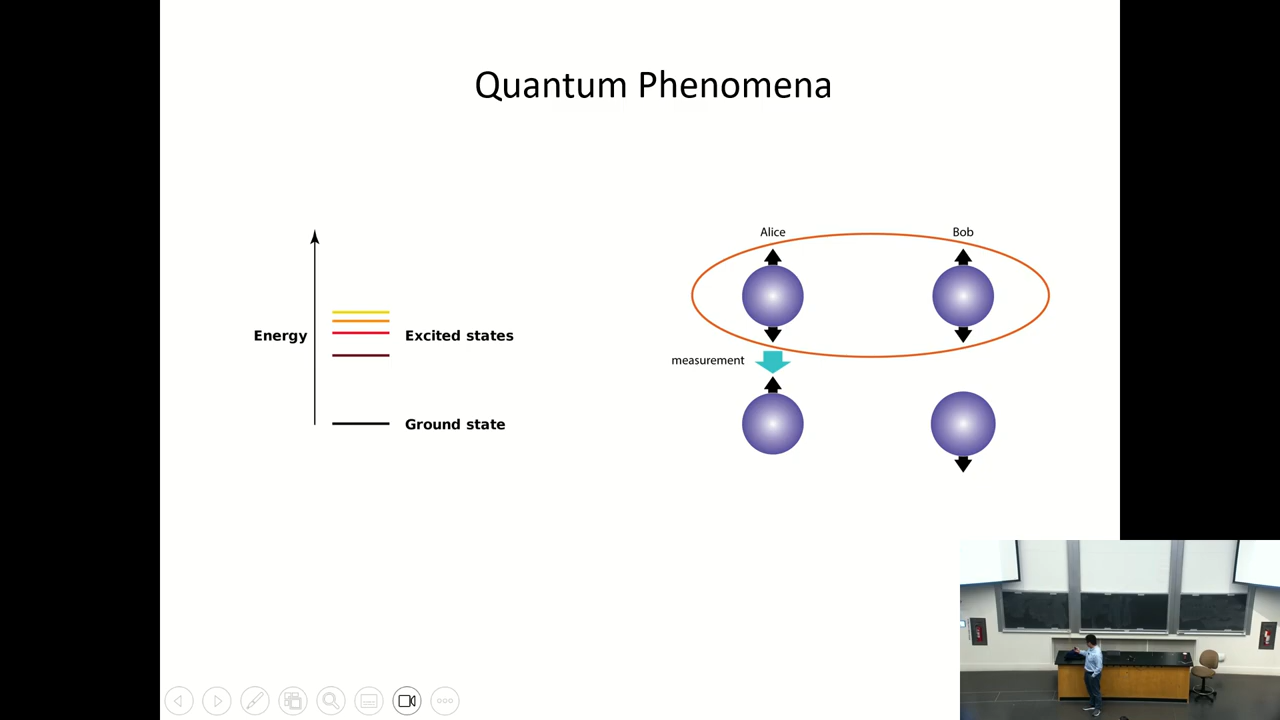 Quantum Phenomena
Energy
Excited states
Ground state
Alice
Bob
measurement